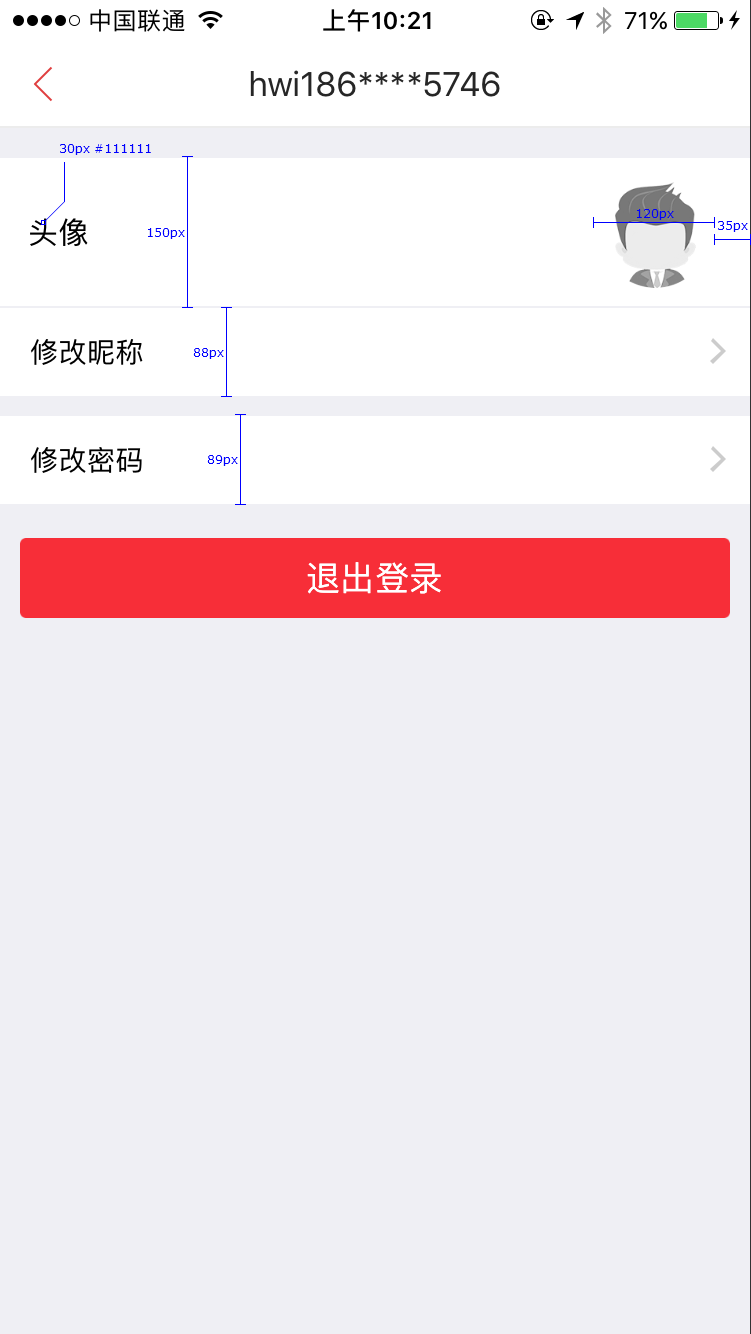 中国联通 上午10:21 71%
hwi186****5746
30px #111111
头像 150px 120px 35px
修改昵称 88px
修改密码 89px
退出登录